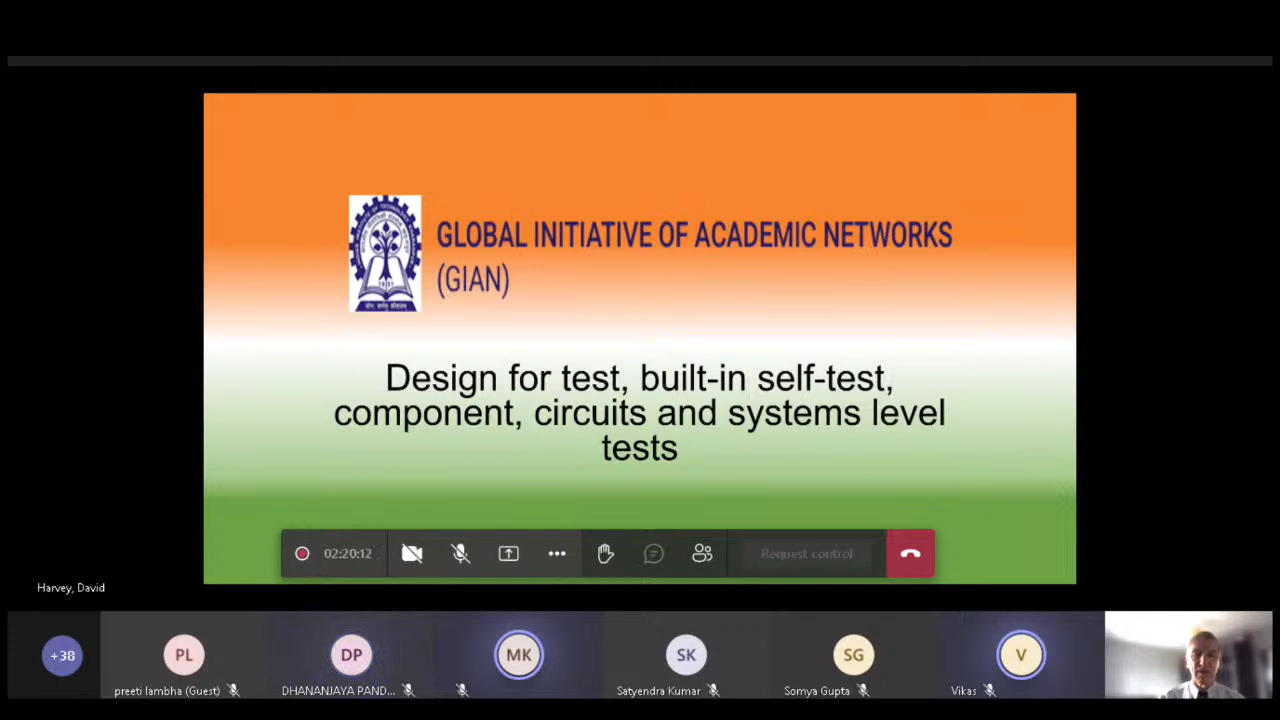 GLOBAL INITIATIVE OF ACADEMIC NETWORKS
(GIAN)
Design for test, built-in self-test,
component, circuits and systems level
tests
02:20:12
Request control
Harvey, David
+38
PL
DP
MK
SK
SG
V
preeti lambha (Guest)
DHANANJAYA PAND...
Satyendra Kumar
Somya Gupta
Vikas